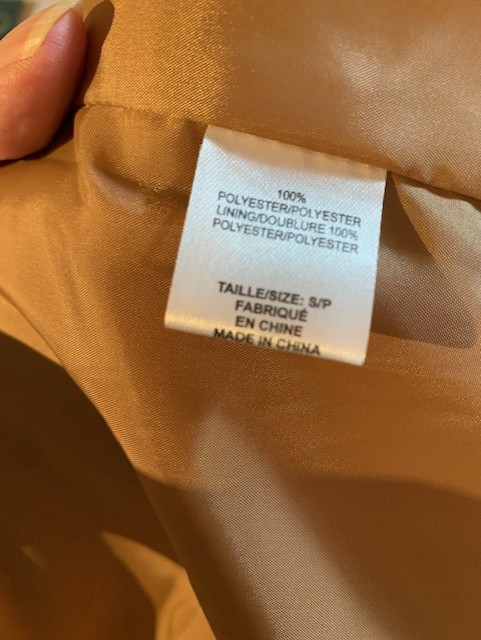 100%
POLYESTER/POLYESTER
LINING/DOUBLURE 100%
POLYESTER/POLYESTER
TAILLE/SIZE: S/P
FABRIQUÉ
EN CHINE
MADE IN CHINA